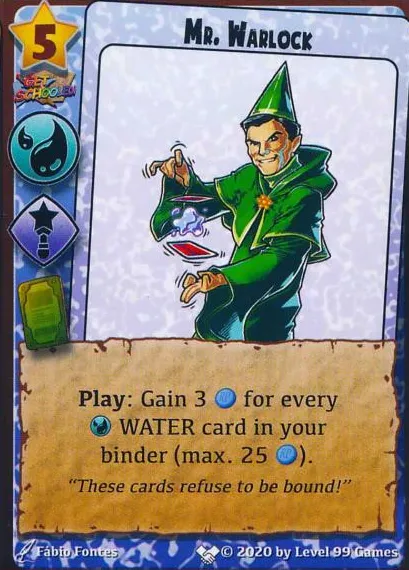 5
MR. WARLOCK
GET
SCHOOLED
Play: Gain 3 for every
WATER card in your
binder (max. 25 ).
“These cards refuse to be bound!”
Fábio Fontes
© 2020 by Level 99 Games